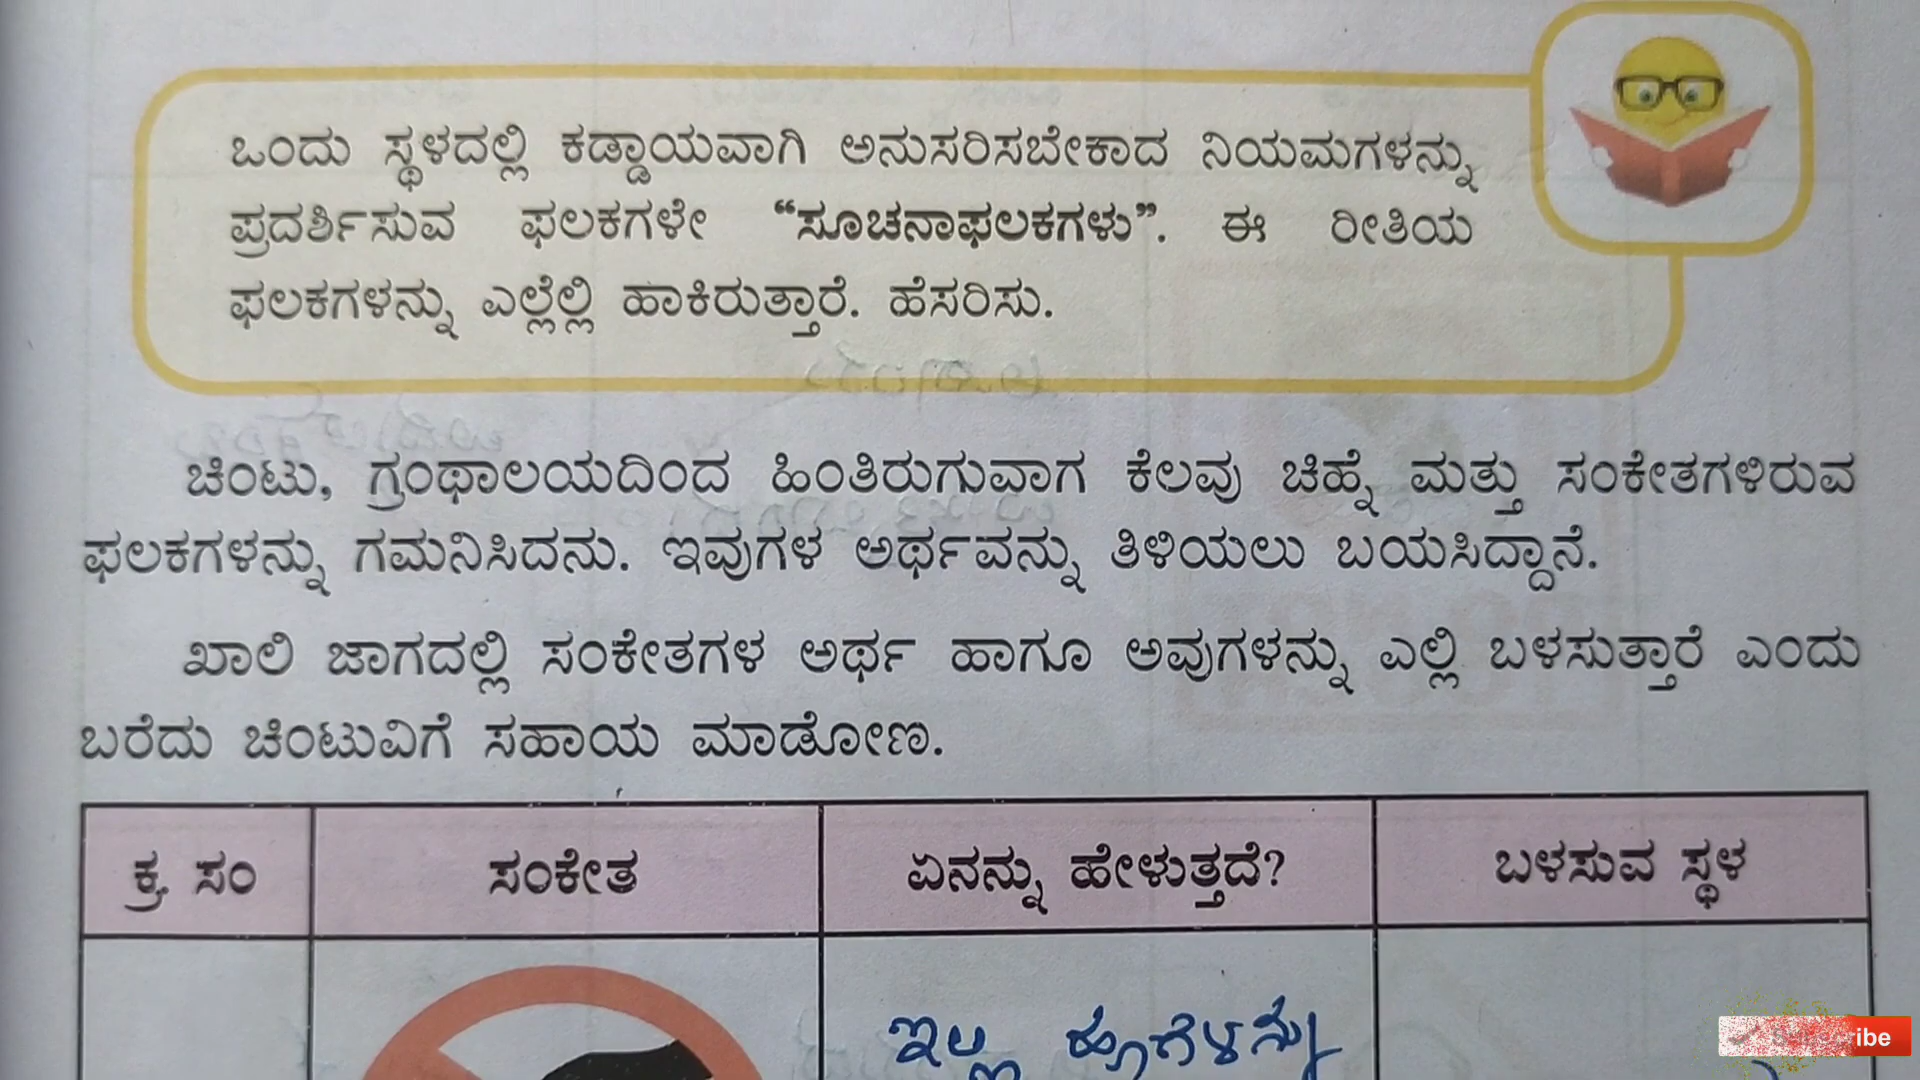 ಒಂದು ಸ್ಥಳದಲ್ಲಿ ಕಡ್ಡಾಯವಾಗಿ ಅನುಸರಿಸಬೇಕಾದ ನಿಯಮಗಳನ್ನು
ಪ್ರದರ್ಶಿಸುವ ಫಲಕಗಳೇ “ಸೂಚನಾಫಲಕಗಳು”. ಈ ರೀತಿಯ
ಫಲಕಗಳನ್ನು ಎಲ್ಲೆಲ್ಲಿ ಹಾಕಿರುತ್ತಾರೆ. ಹೆಸರಿಸು.
ಚಿಂಟು, ಗ್ರಂಥಾಲಯದಿಂದ ಹಿಂತಿರುಗುವಾಗ ಕೆಲವು ಚಿಹ್ನೆ ಮತ್ತು ಸಂಕೇತಗಳಿರುವ
ಫಲಕಗಳನ್ನು ಗಮನಿಸಿದನು. ಇವುಗಳ ಅರ್ಥವನ್ನು ತಿಳಿಯಲು ಬಯಸಿದ್ದಾನೆ.
ಖಾಲಿ ಜಾಗದಲ್ಲಿ ಸಂಕೇತಗಳ ಅರ್ಥ ಹಾಗೂ ಅವುಗಳನ್ನು ಎಲ್ಲಿ ಬಳಸುತ್ತಾರೆ ಎಂದು
ಬರೆದು ಚಿಂಟುವಿಗೆ ಸಹಾಯ ಮಾಡೋಣ.
ಕ್ರ. ಸಂ ಸಂಕೇತ ಏನನ್ನು ಹೇಳುತ್ತದೆ? ಬಳಸುವ ಸ್ಥಳ
ಇಲ್ಲಿ ಹೂಗಳನ್ನು